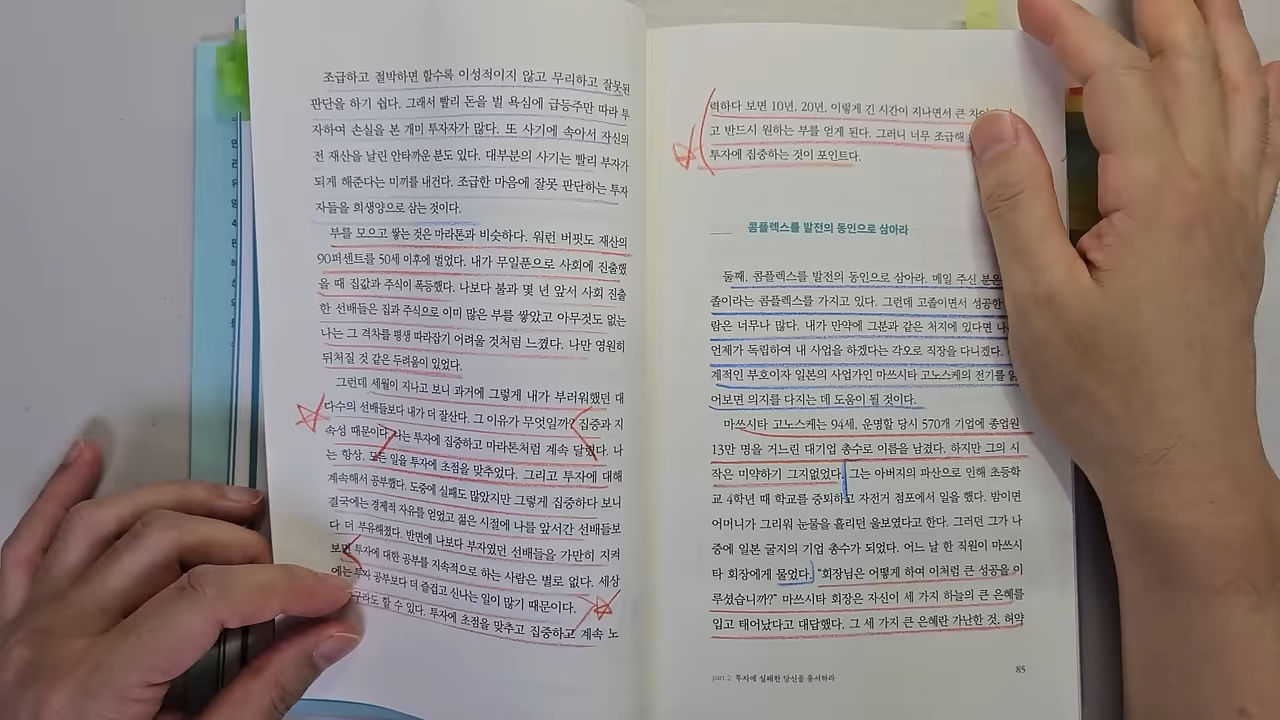 조급하고 절박하면 할수록 이성적이지 않고 무리하고 잘못된
판단을 하기 쉽다. 그래서 빨리 돈을 벌 욕심에 급등주만 따라 투
자하여 손실을 본 개미 투자자가 많다. 또 사기에 속아서 자신의
전 재산을 날린 안타까운 분도 있다. 대부분의 사기는 빨리 부자가
되게 해준다는 미끼를 내건다. 조급한 마음에 잘못 판단하는 투자
자들을 희생양으로 삼는 것이다.
부를 모으고 쌓는 것은 마라톤과 비슷하다. 워런 버핏도 재산의
90퍼센트를 50세 이후에 벌었다. 내가 무일푼으로 사회에 진출했
을 때 집값과 주식이 폭등했다. 나보다 불과 몇 년 앞서 사회 진출
한 선배들은 집과 주식으로 이미 많은 부를 쌓았고 아무것도 없는
나는 그 격차를 평생 따라잡기 어려울 것처럼 느꼈다. 나만 영원히
뒤처질 것 같은 두려움이 있었다.
그런데 세월이 지나고 보니 과거에 그렇게 내가 부러워했던 대
다수의 선배들보다 내가 더 잘산다. 그 이유가 무엇일까? 집중과 지
속성 때문이다. 나는 투자에 집중하고 마라톤처럼 계속 달렸다. 나
는 항상, 모든 일을 투자에 초점을 맞추었다. 그리고 투자에 대해
계속해서 공부했다. 도중에 실패도 많았지만 그렇게 집중하다 보니
결국에는 경제적 자유를 얻었고 젊은 시절에 나를 앞서간 선배들보
다 더 부유해졌다. 반면에 나보다 부자였던 선배들을 가만히 지켜
보면 투자에 대한 공부를 지속적으로 하는 사람은 별로 없다. 세상
에는 투자 공부보다 더 즐겁고 신나는 일이 많기 때문이다.
구라도 할 수 있다. 투자에 초점을 맞추고 집중하고 계속 노
력하다 보면 10년, 20년, 이렇게 긴 시간이 지나면서 큰
고 반드시 원하는 부를 얻게 된다. 그러니 너무 조급해
투자에 집중하는 것이 포인트다.
콤플렉스를 발전의 동인으로 삼아라
둘째, 콤플렉스를 발전의 동인으로 삼아라. 메일 주신 분은
졸이라는 콤플렉스를 가지고 있다. 그런데 고졸이면서 성공한
람은 너무나 많다. 내가 만약에 그분과 같은 처지에 있다면 나
언제가 독립하여 내 사업을 하겠다는 각오로 직장을 다니겠다.
계적인 부호이자 일본의 사업가인 마쓰시타 고노스케의 전기를 읽
어보면 의지를 다지는 데 도움이 될 것이다.
마쓰시타 고노스케는 94세, 운명할 당시 570개 기업에 종업원
13만 명을 거느린 대기업 총수로 이름을 남겼다. 하지만 그의 시
작은 미약하기 그지없었다. 그는 아버지의 파산으로 인해 초등학
교 4학년 때 학교를 중퇴하고 자전거 점포에서 일을 했다. 밤이면
어머니가 그리워 눈물을 흘리던 울보였다고 한다. 그러던 그가 나
중에 일본 굴지의 기업 총수가 되었다. 어느 날 한 직원이 마쓰시
타 회장에게 물었다. "회장님은 어떻게 하여 이처럼 큰 성공을 이
루셨습니까?" 마쓰시타 회장은 자신이 세 가지 하늘의 큰 은혜를
입고 태어났다고 대답했다. 그 세 가지 큰 은혜란 가난한 것, 허약
part 2 투자에 실패한 당신을 용서하라
85